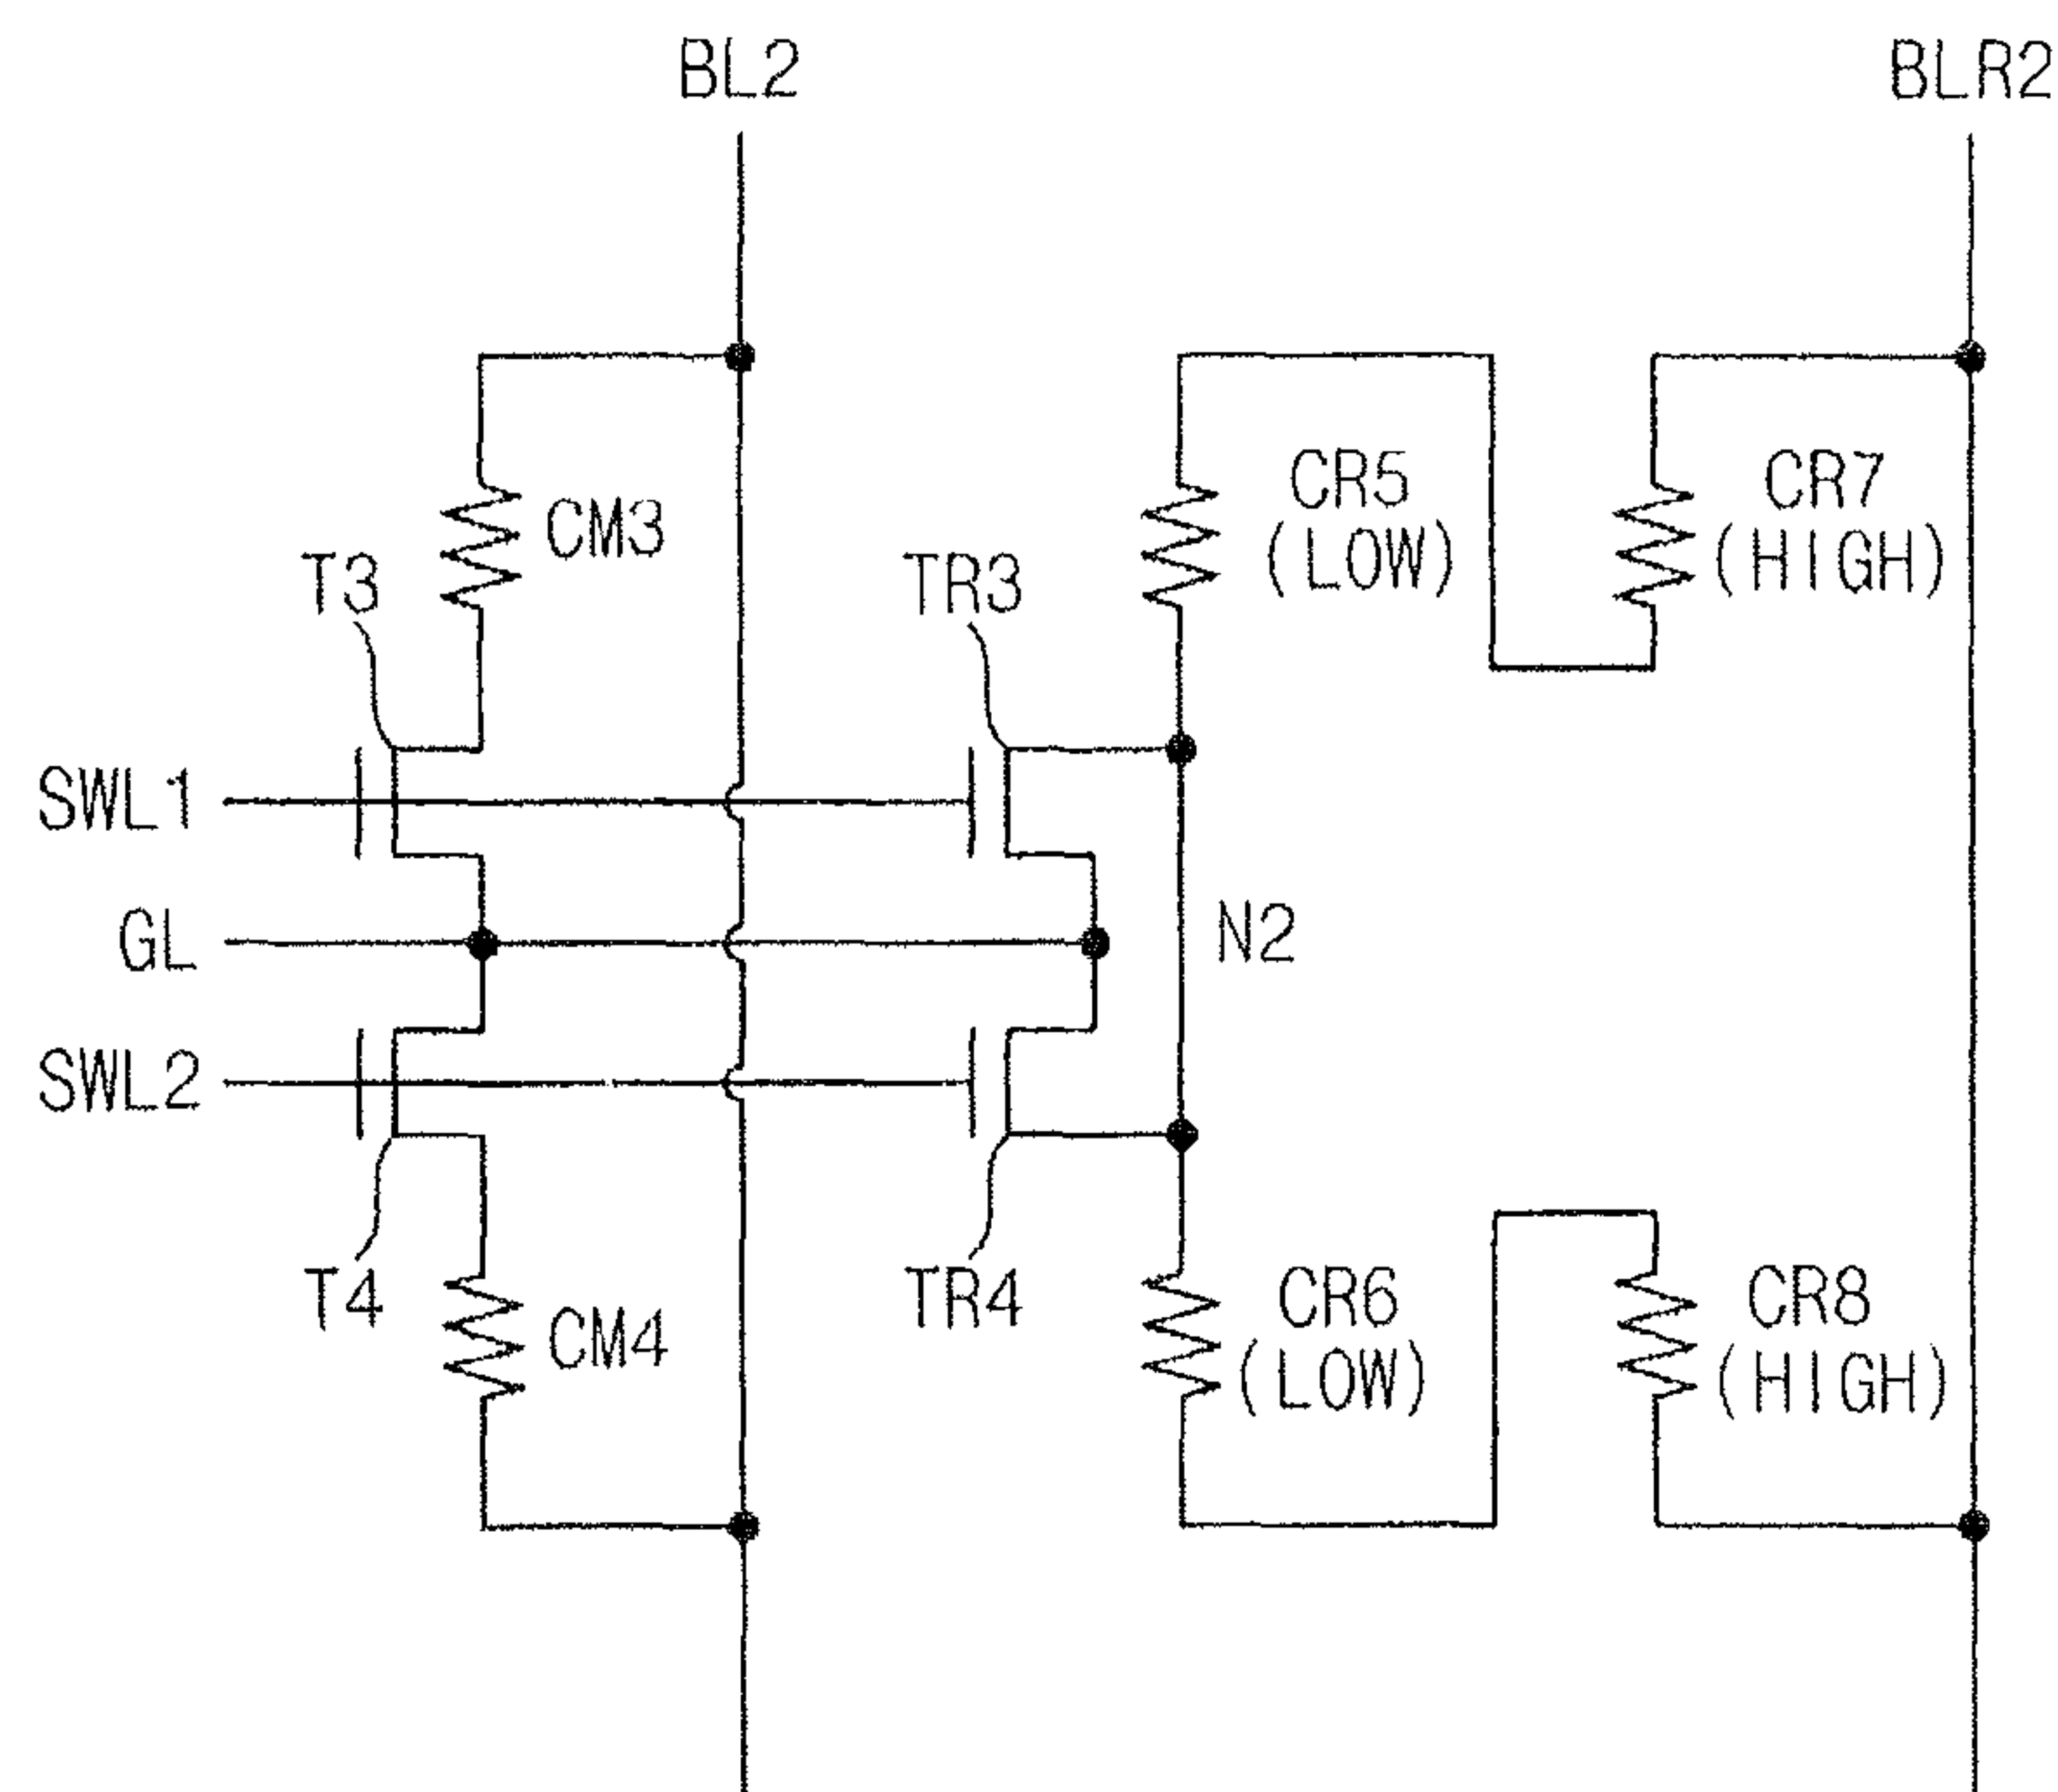 BL2
BLR2
CM3
CR5
(LOW)
CR7
(HIGH)
T3
TR3
SWL1
GL
N2
SWL2
T4
CM4
TR4
CR6
(LOW)
CR8
(HIGH)